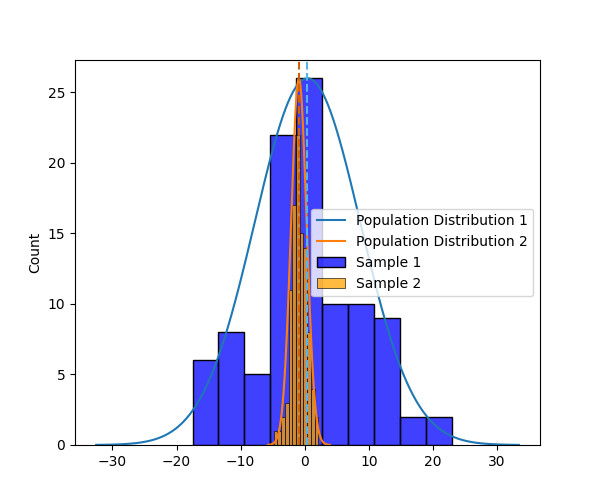 Count
25
20
15
10
5
0
Population Distribution 1
Population Distribution 2
Sample 1
Sample 2
−30
−20
−10
0
10
20
30